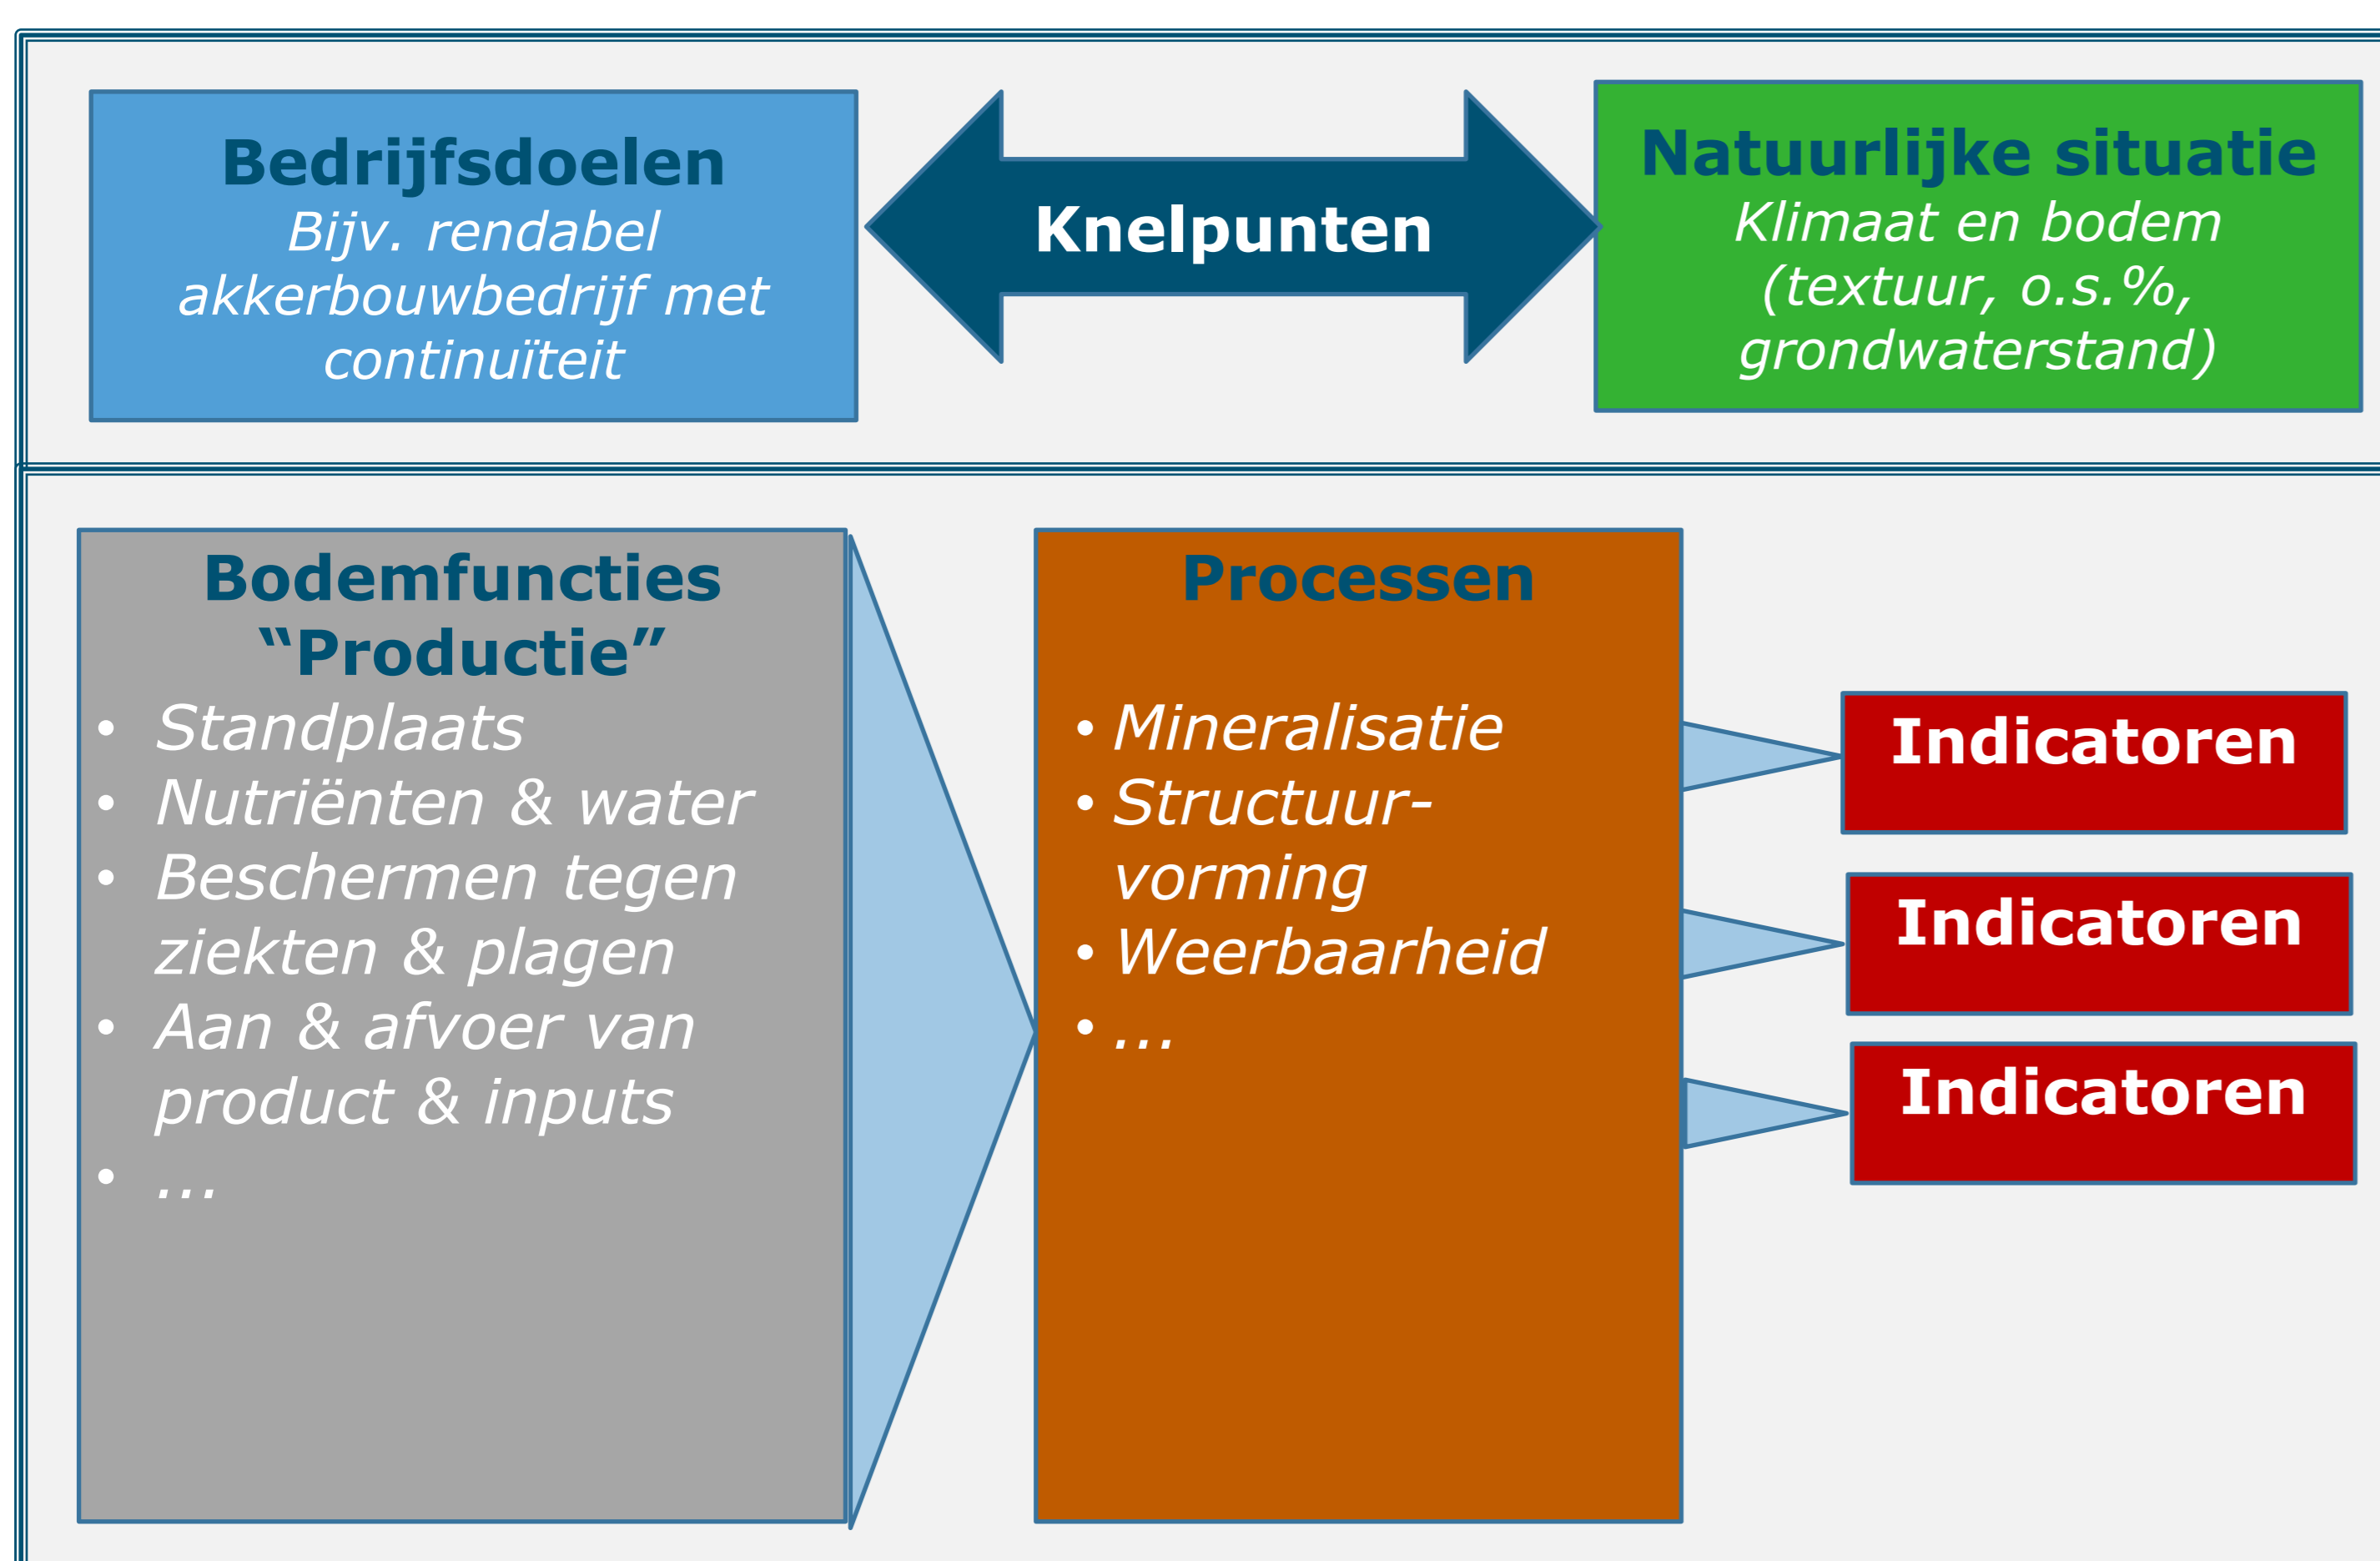 Bedrijfsdoelen
Bijv. rendabel
akkerbouwbedrijf met
continuïteit
Knelpunten
Natuurlijke situatie
Klimaat en bodem
(textuur, o.s.%,
grondwaterstand)
Bodemfuncties
“Productie”
• Standplaats
• Nutriënten & water
• Beschermen tegen
ziekten & plagen
• Aan & afvoer van
product & inputs
• ...
Processen
• Mineralisatie
• Structuur-
vorming
• Weerbaarheid
• ...
Indicatoren
Indicatoren
Indicatoren